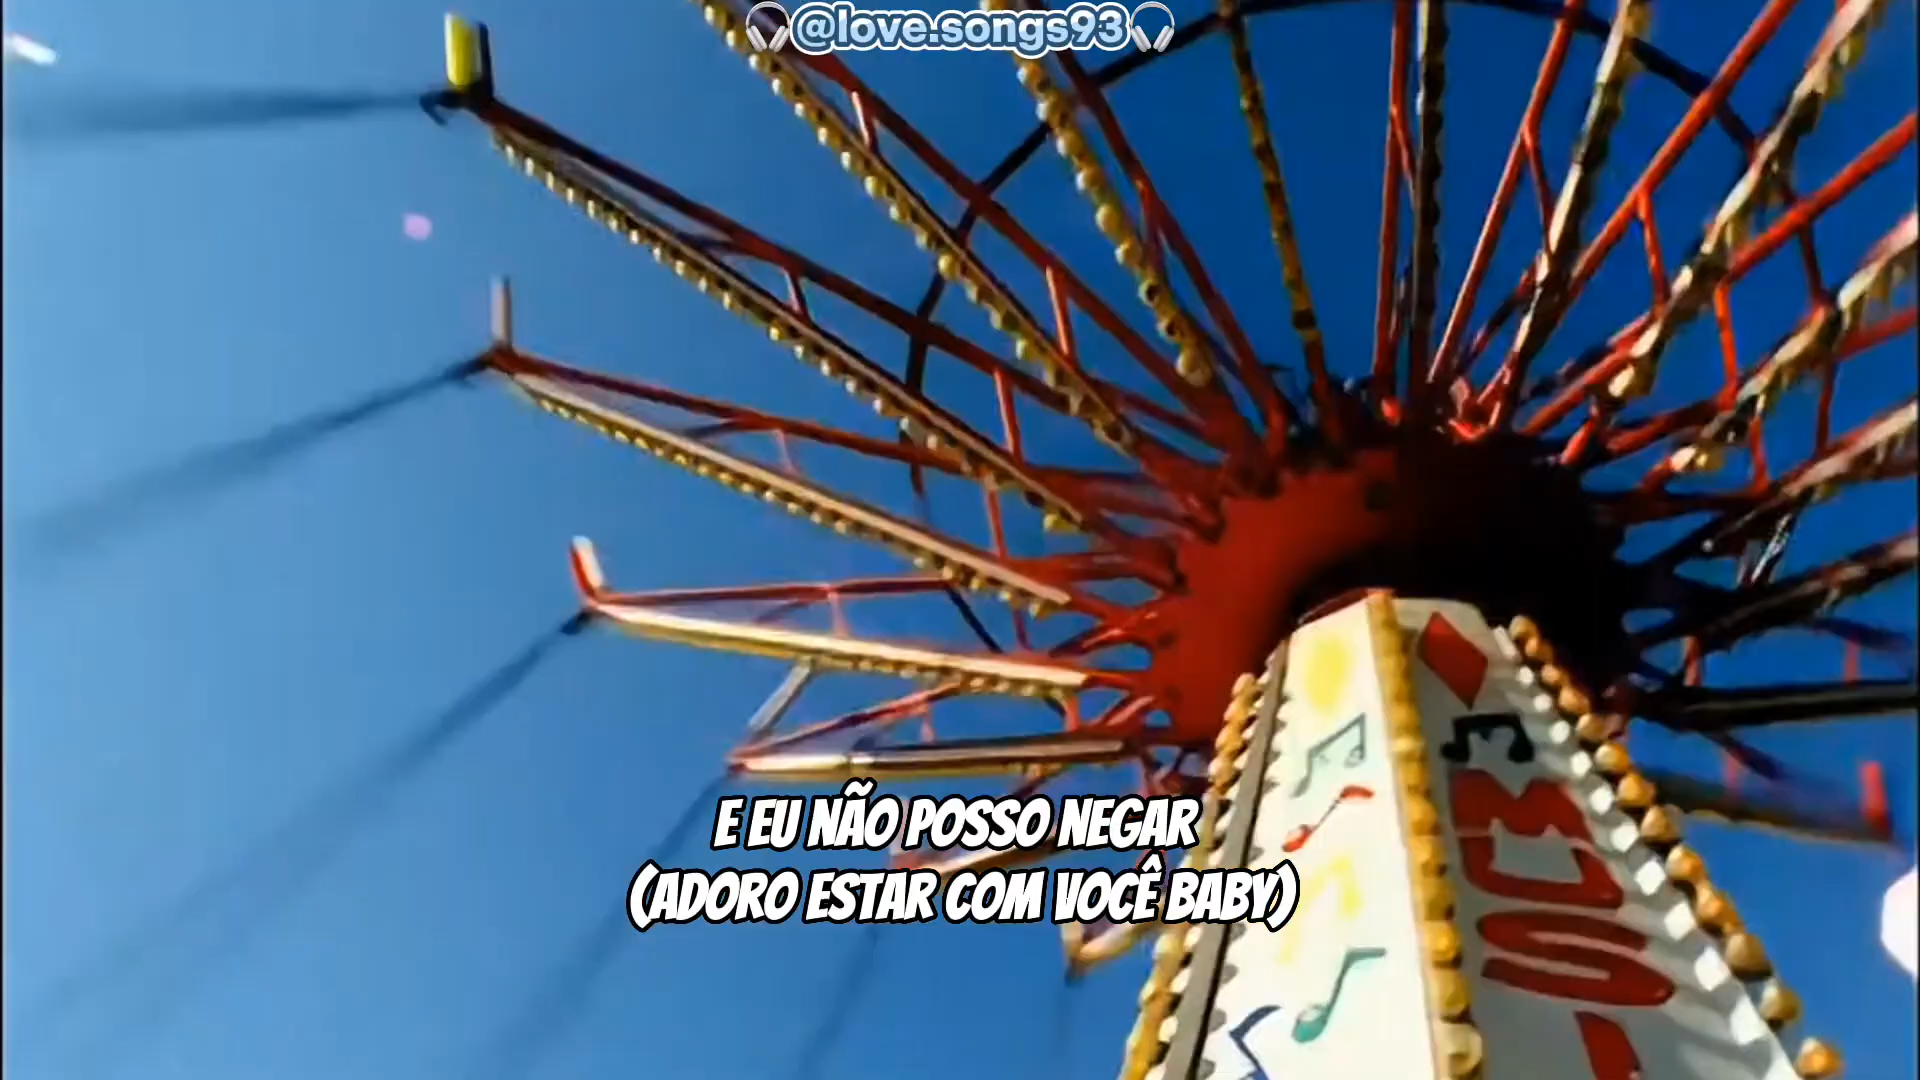 @love.songs93
E EU NÃO POSSO NEGAR
(ADORO ESTAR COM VOCÊ BABY)